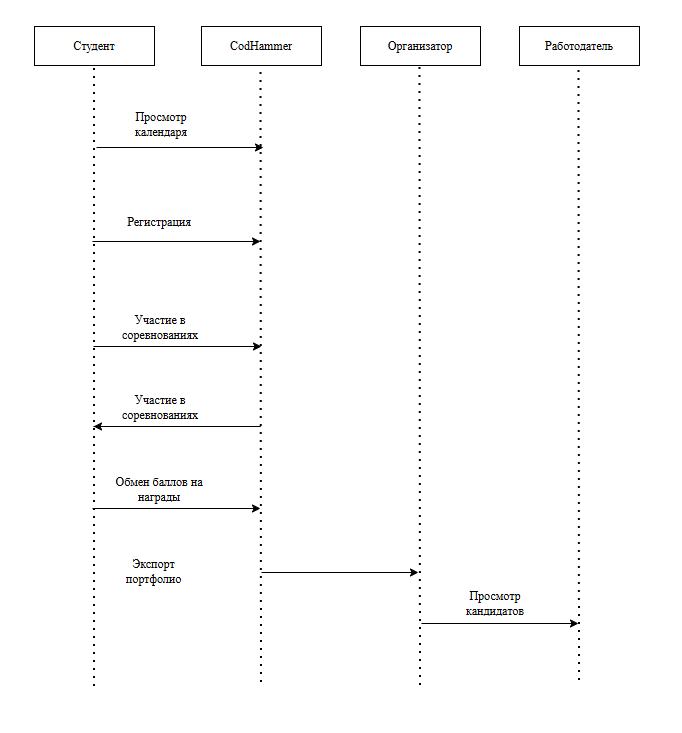 Студент
CodHammer
Организатор
Работодатель
Просмотр
календаря
Регистрация
Участие в
соревнованиях
Участие в
соревнованиях
Обмен баллов на
награды
Экспорт
портфолио
Просмотр
кандидатов